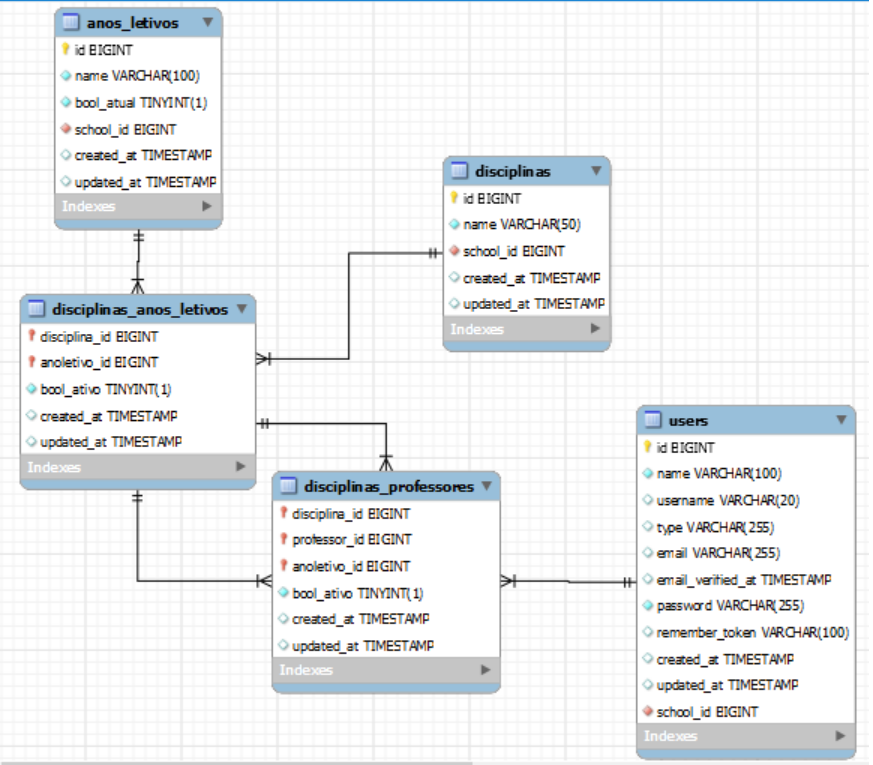 anos_letivos
id BIGINT
name VARCHAR(100)
bool_atual TINYINT(1)
school_id BIGINT
created_at TIMESTAMP
updated_at TIMESTAMP
Indexes
disciplinas
id BIGINT
name VARCHAR(50)
school_id BIGINT
created_at TIMESTAMP
updated_at TIMESTAMP
Indexes
disciplinas_anos_letivos
disciplina_id BIGINT
anoletivo_id BIGINT
bool_ativo TINYINT(1)
created_at TIMESTAMP
updated_at TIMESTAMP
Indexes
disciplinas_professores
disciplina_id BIGINT
professor_id BIGINT
anoletivo_id BIGINT
bool_ativo TINYINT(1)
created_at TIMESTAMP
updated_at TIMESTAMP
Indexes
users
id BIGINT
name VARCHAR(100)
username VARCHAR(20)
type VARCHAR(255)
email VARCHAR(255)
email_verified_at TIMESTAMP
password VARCHAR(255)
remember_token VARCHAR(100)
created_at TIMESTAMP
updated_at TIMESTAMP
school_id BIGINT
Indexes